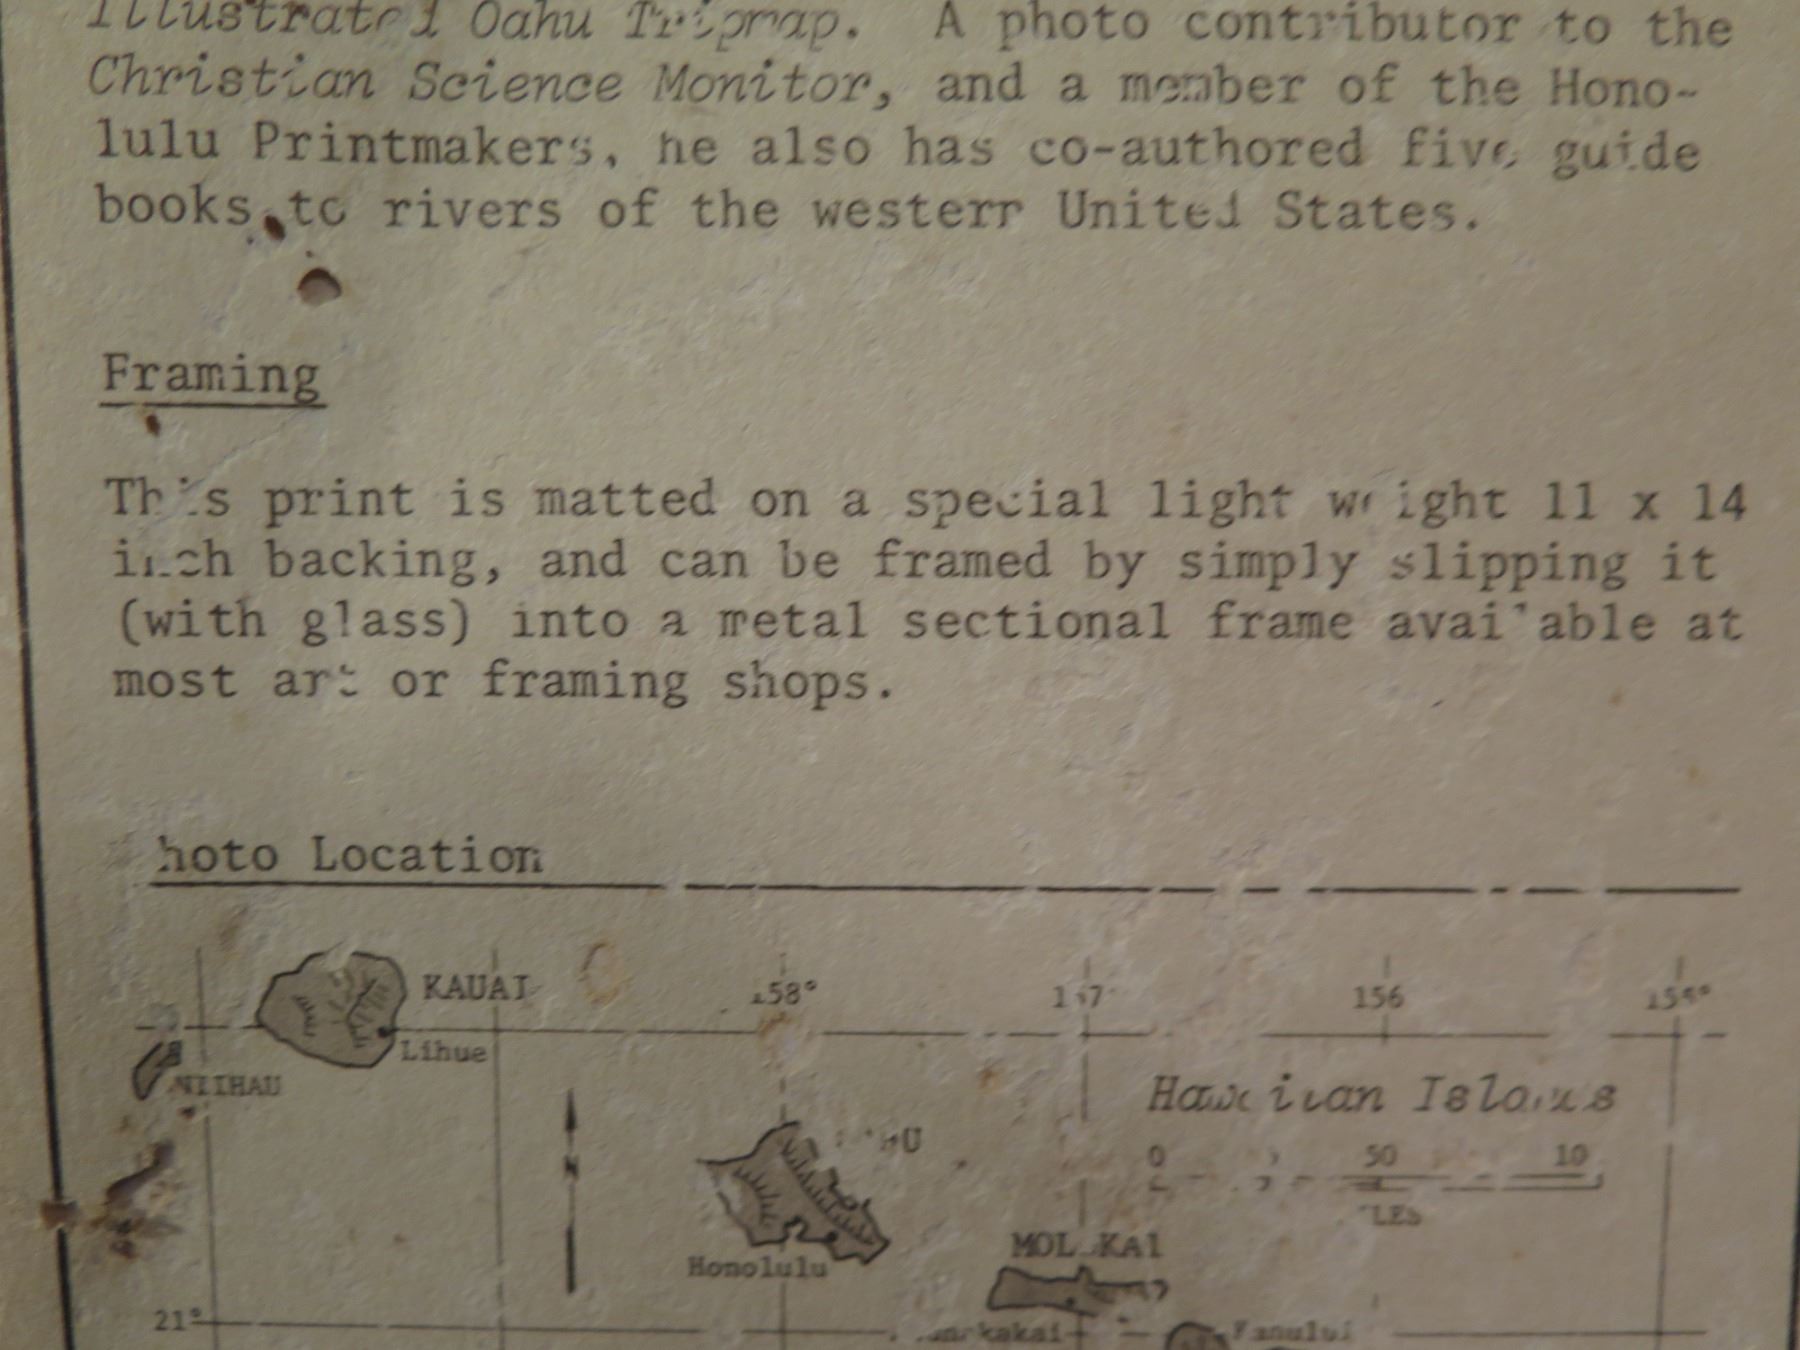 Illustrated Oahu Tripmap. A photo contributor to the
Christian Science Monitor, and a member of the Hono-
lulu Printmakers, he also has co-authored five guide
books to rivers of the western United States.
Framing
This print is matted on a special light weight 11 x 14
inch backing, and can be framed by simply slipping it
(with glass) into a metal sectional frame available at
most art or framing shops.
Photo Location
KAUAI 158° 157 156
Lihue
NIIHAU
Hawaiian Islands
N
OAHU
0 50
MILES
MOLOKAI
Honolulu
21°
Kaunakakai